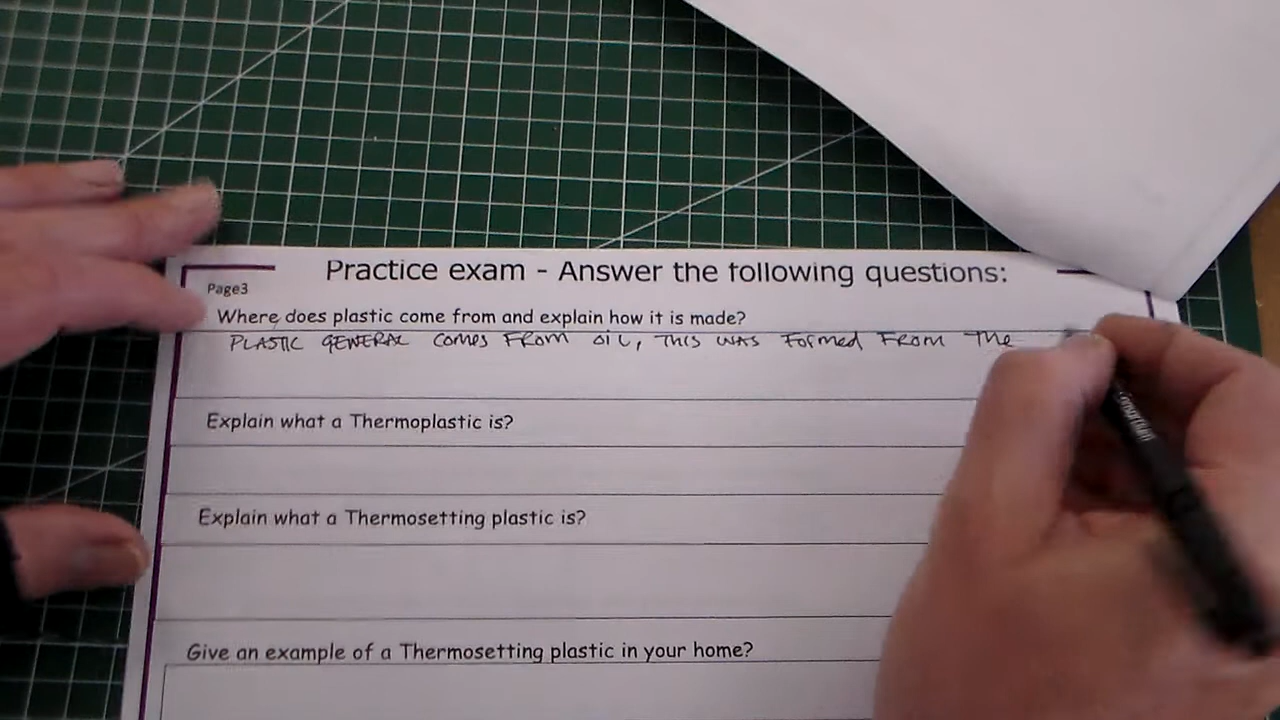 Practice exam - Answer the following questions:
Page3
Where does plastic come from and explain how it is made?
PLASTIC GENERAL COMES FROM OIL, THIS WAS FORMED FROM THE
Explain what a Thermoplastic is?
Explain what a Thermosetting plastic is?
Give an example of a Thermosetting plastic in your home?